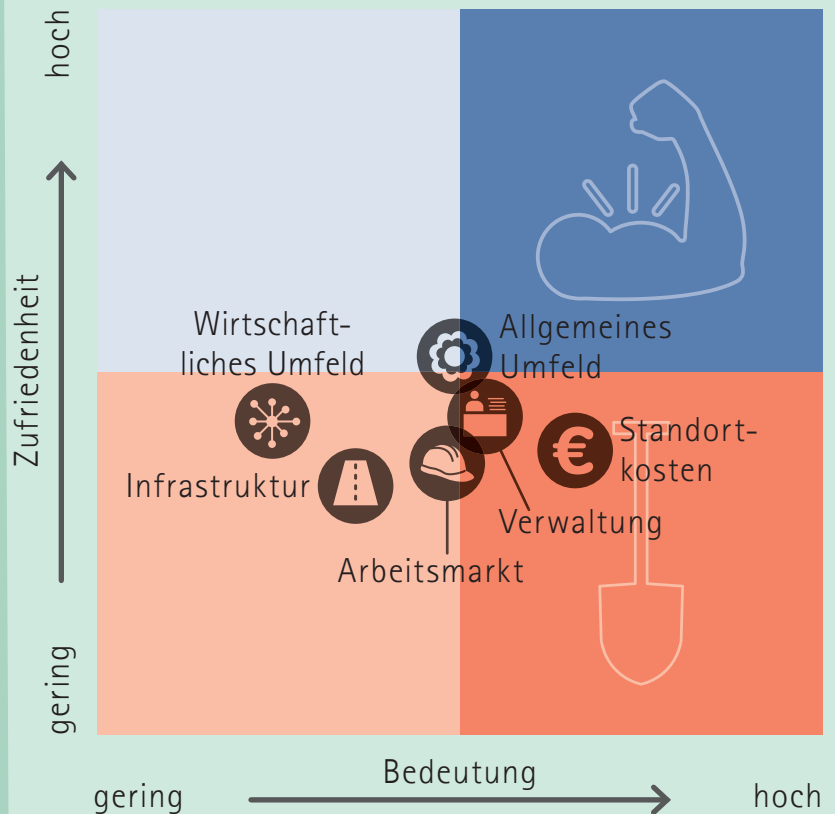 hoch
Zufriedenheit
gering
Wirtschaft-
liches Umfeld
Allgemeines
Umfeld
€
Standort-
kosten
Infrastruktur
Verwaltung
Arbeitsmarkt
Bedeutung
gering
hoch